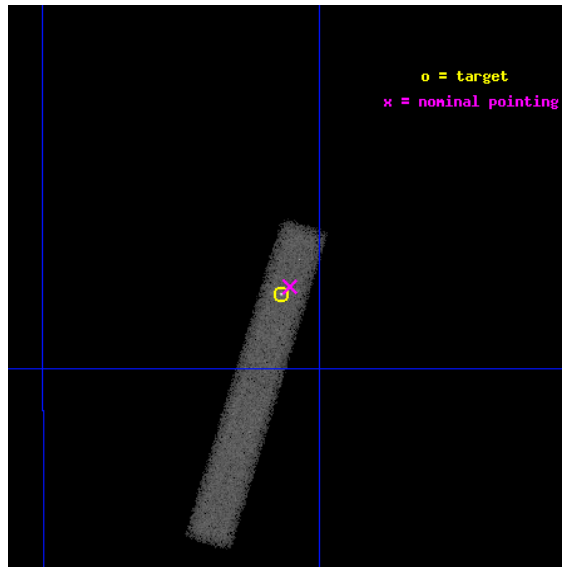 o = target
x = nominal pointing